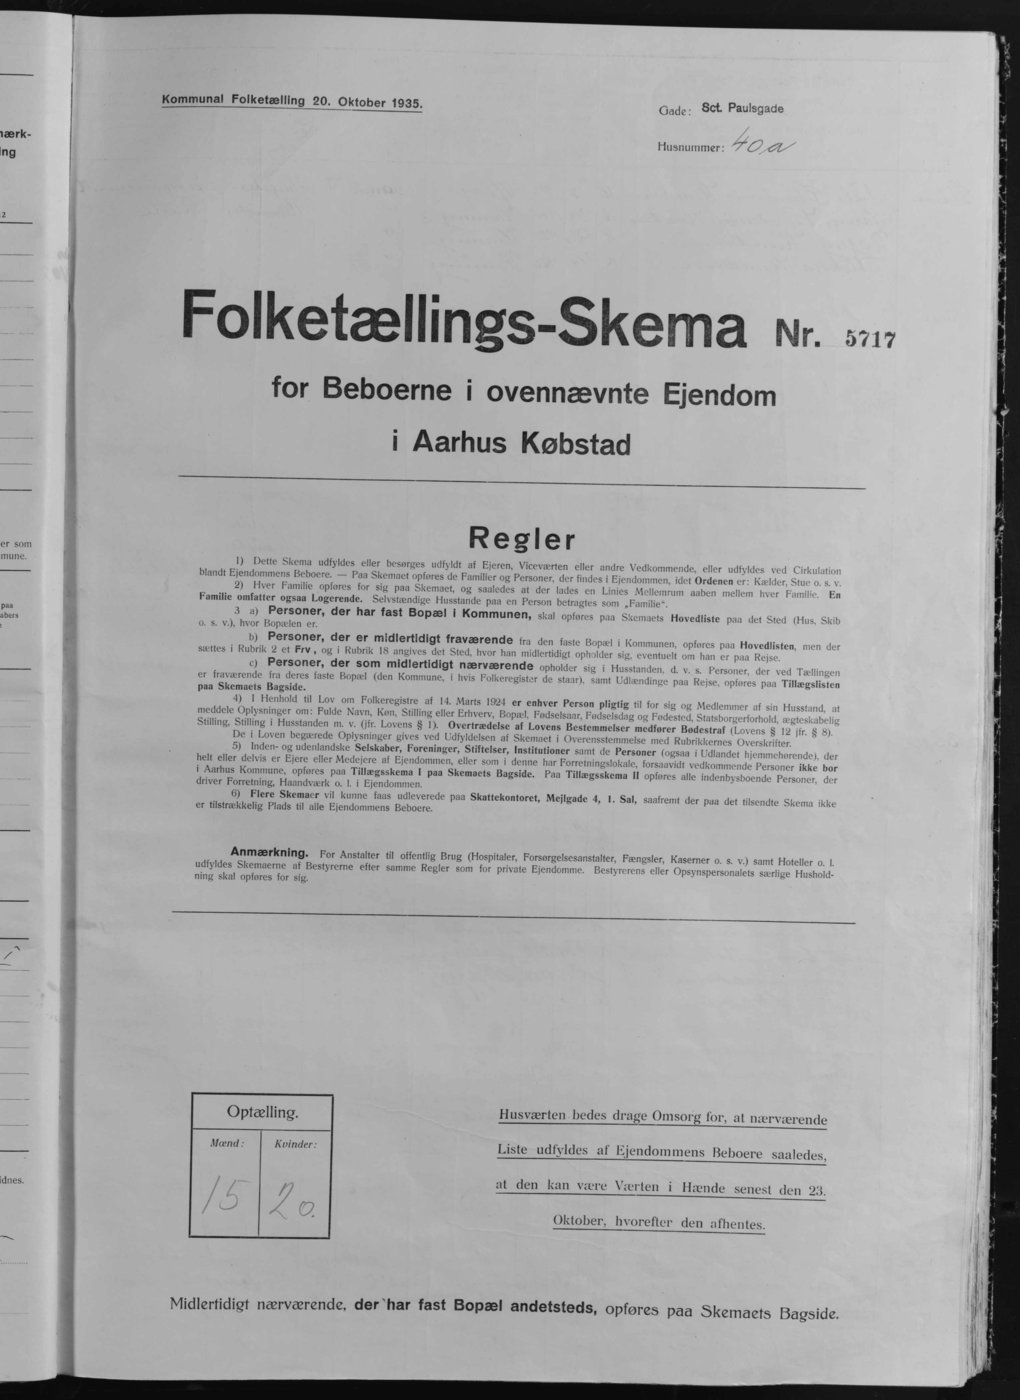 Kommunal Folketælling 20. Oktober 1935.
Gade: Sct. Paulsgade
Husnummer: 40a
Folketællings-Skema Nr. 5717
for Beboerne i ovennævnte Ejendom
i Aarhus Købstad
Regler
1) Dette Skema udfyldes eller besørges udfyldt af Ejeren, Viceværten eller andre Vedkommende, eller udfyldes ved Cirkulation
blandt Ejendommens Beboere. — Paa Skemaet opføres de Familier og Personer, der findes i Ejendommen, idet Ordenen er: Kælder, Stue o. s. v.
2) Hver Familie opføres for sig paa Skemaet, og saaledes at der lades en Linies Mellemrum aaben mellem hver Familie. En
Familie omfatter ogsaa Logerende. Selvstændige Husstande paa en Person betragtes som „Familie“.
3 a) Personer, der har fast Bopæl i Kommunen, skal opføres paa Skemaets Hovedliste paa det Sted (Hus, Skib
o. s. v.), hvor Bopælen er.
b) Personer, der er midlertidigt fraværende fra den faste Bopæl i Kommunen, opføres paa Hovedlisten, men der
sættes i Rubrik 2 et Frv, og i Rubrik 18 angives det Sted, hvor han midlertidigt opholder sig, eventuelt om han er paa Rejse.
c) Personer, der som midlertidigt nærværende opholder sig i Husstanden, d. v. s. Personer, der ved Tællingen
er fraværende fra deres faste Bopæl (den Kommune, i hvis Folkeregister de staar), samt Udlændinge paa Rejse, opføres paa Tillægslisten
paa Skemaets Bagside.
4) I Henhold til Lov om Folkeregistre af 14. Marts 1924 er enhver Person pligtig til for sig og Medlemmer af sin Husstand, at
meddele Oplysninger om: Fulde Navn, Køn, Stilling eller Erhverv, Bopæl, Fødselsaar, Fødselsdag og Fødested, Statsborgerforhold, ægteskabelig
Stilling, Stilling i Husstanden m. v. (jfr. Lovens § 1). Overtrædelse af Lovens Bestemmelser medfører Bødestraf (Lovens § 12 jfr. § 8).
De i Loven begærede Oplysninger gives ved Udfyldelsen af Skemaet i Overensstemmelse med Rubrikkernes Overskrifter.
5) Inden- og udenlandske Selskaber, Foreninger, Stiftelser, Institutioner samt de Personer (ogsaa i Udlandet hjemmehørende), der
helt eller delvis er Ejere eller Medejere af Ejendommen, eller som i denne har Forretningslokale, forsaavidt vedkommende Personer ikke bor
i Aarhus Kommune, opføres paa Tillægsskema I paa Skemaets Bagside. Paa Tillægsskema II opføres alle indenbysboende Personer, der
driver Forretning, Haandværk o. l. i Ejendommen.
6) Flere Skemaer vil kunne faas udleverede paa Skattekontoret, Mejlgade 4, 1. Sal, saafremt der paa det tilsendte Skema ikke
er tilstrækkelig Plads til alle Ejendommens Beboere.
Anmærkning. For Anstalter til offentlig Brug (Hospitaler, Forsørgelsesanstalter, Fængsler, Kaserner o. s. v.) samt Hoteller o. l.
udfyldes Skemaerne af Bestyrerne efter samme Regler som for private Ejendomme. Bestyrerens eller Opsynspersonalets særlige Hushold-
ning skal opføres for sig.
Optælling.
Mænd: Kvinder:
15 20.
Husværten bedes drage Omsorg for, at nærværende
Liste udfyldes af Ejendommens Beboere saaledes,
at den kan være Værten i Hænde senest den 23.
Oktober, hvorefter den afhentes.
Midlertidigt nærværende, der har fast Bopæl andetsteds, opføres paa Skemaets Bagside.